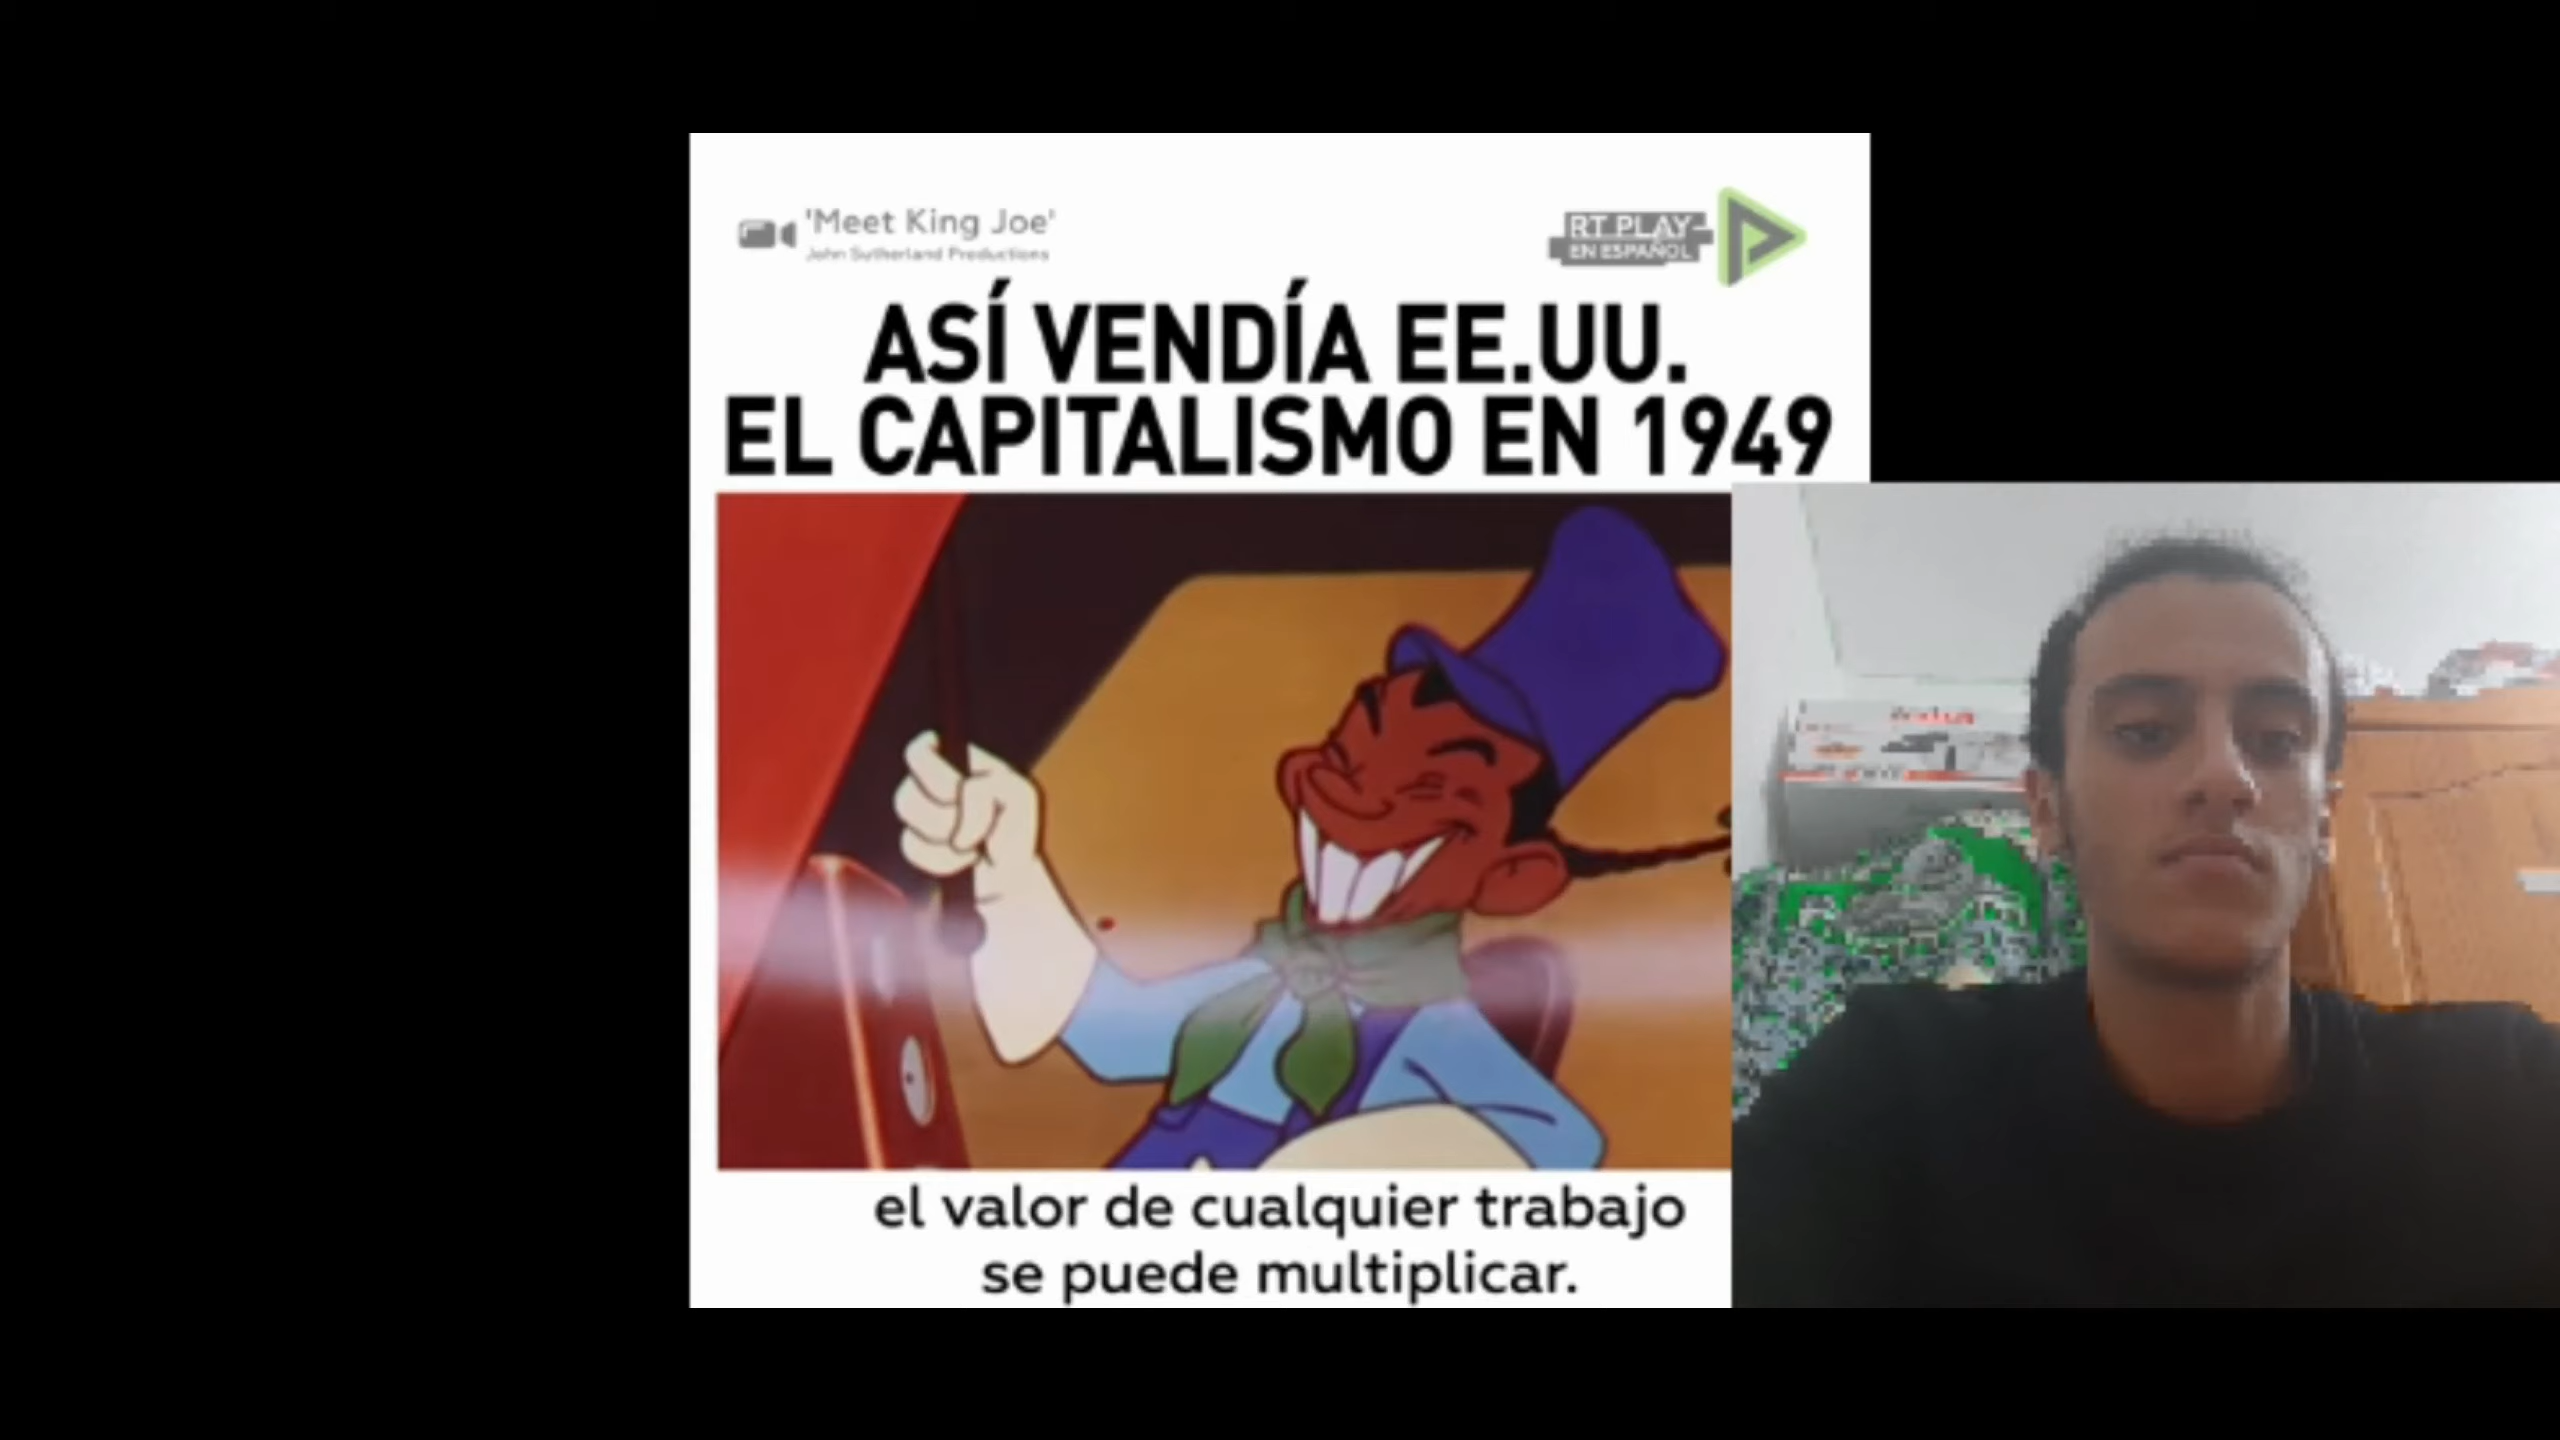 'Meet King Joe'
John Sutherland Productions
RT PLAY
EN ESPAÑOL
ASÍ VENDÍA EE.UU.
EL CAPITALISMO EN 1949
el valor de cualquier trabajo
se puede multiplicar.